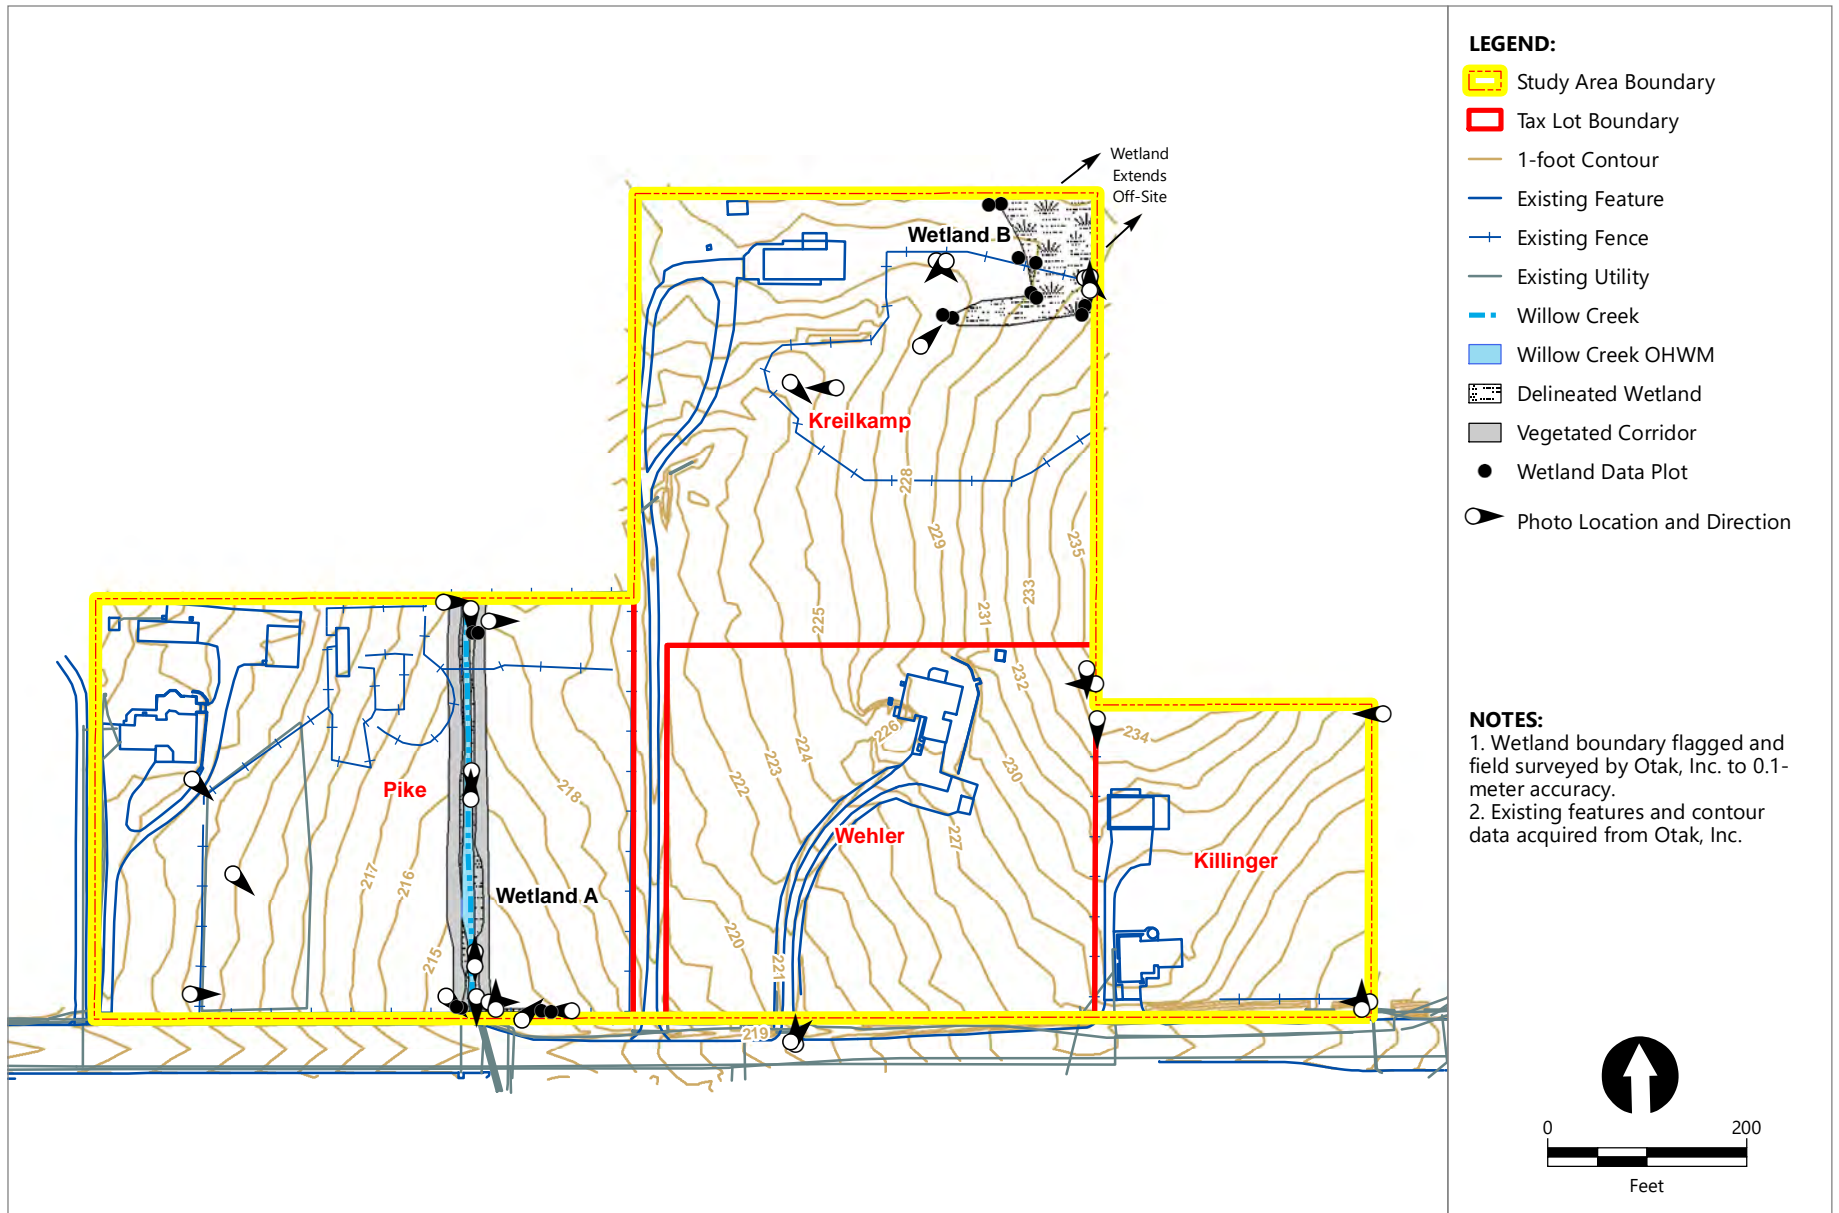 Wetland
Extends
Off-Site
Wetland B
Kreilkamp
228
229
235
233
231
225
232
234
226
224
223
222
230
227
218
Pike
Wehler
Killinger
217
216
Wetland A
215
220
221
219
LEGEND:
Study Area Boundary
Tax Lot Boundary
1-foot Contour
Existing Feature
Existing Fence
Existing Utility
Willow Creek
Willow Creek OHWM
Delineated Wetland
Vegetated Corridor
Wetland Data Plot
Photo Location and Direction
NOTES:
1. Wetland boundary flagged and
field surveyed by Otak, Inc. to 0.1-
meter accuracy.
2. Existing features and contour
data acquired from Otak, Inc.
0 200
Feet